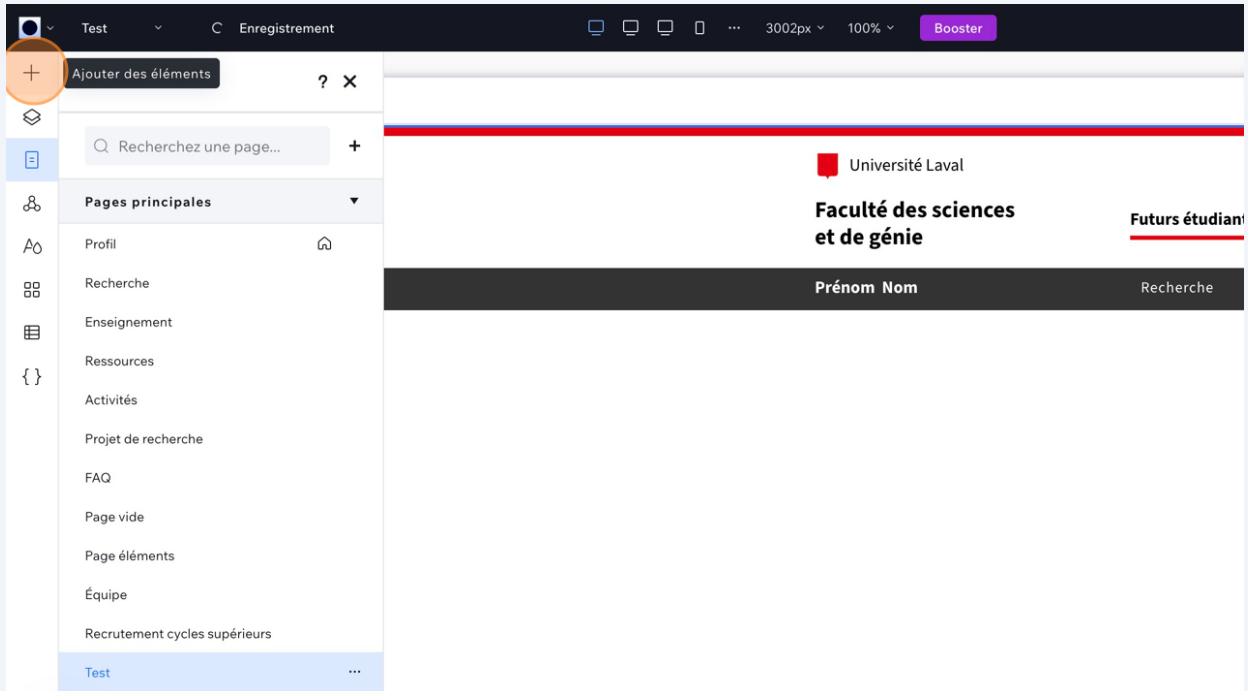 Test
Enregistrement
...
3002px
100%
Booster
Ajouter des éléments
?
Recherchez une page...
+
Pages principales
Profil
Recherche
Enseignement
Ressources
Activités
Projet de recherche
FAQ
Page vide
Page éléments
Équipe
Recrutement cycles supérieurs
Test
...
{ }
Université Laval
Faculté des sciences
et de génie
Futurs étudiant
Prénom Nom
Recherche